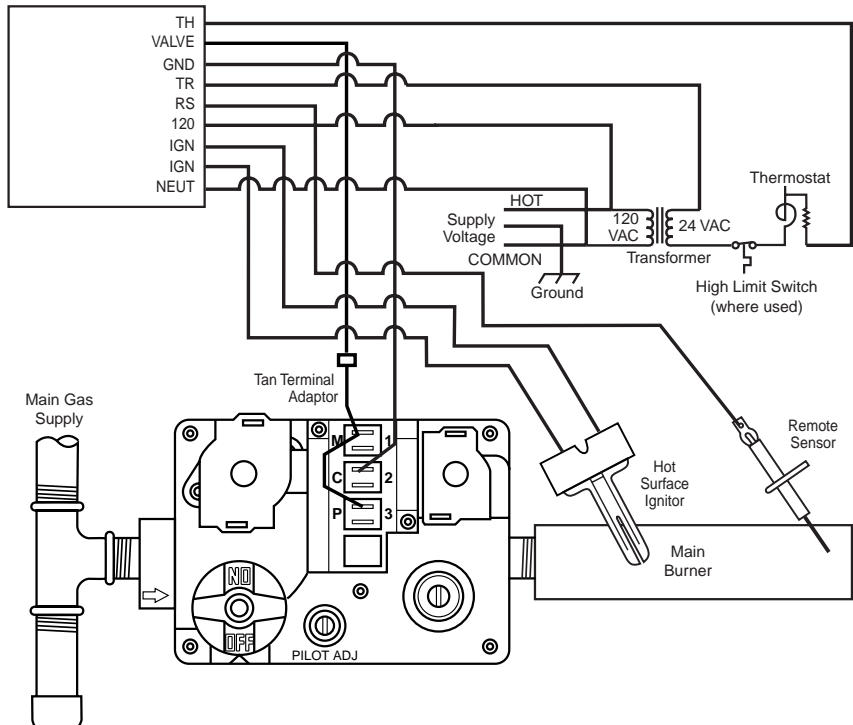 TH
VALVE
GND
TR
RS
120
IGN
IGN
NEUT
HOT
Supply
Voltage
COMMON
Ground
120
VAC
24 VAC
Transformer
Thermostat
High Limit Switch
(where used)
Tan Terminal
Adaptor
Main Gas
Supply
M
1
C
2
P
3
NO
OFF
PILOT ADJ
Hot
Surface
Ignitor
Remote
Sensor
Main
Burner